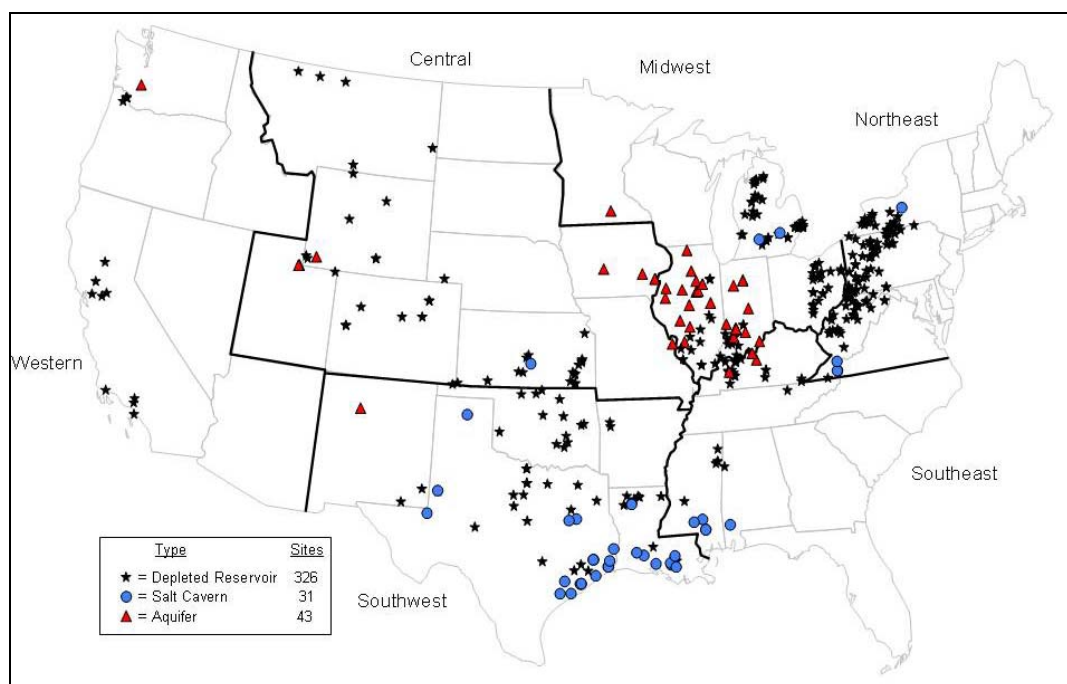 Central
Midwest
Northeast
Western
Southeast
Southwest
Type Sites
= Depleted Reservoir 326
= Salt Cavern 31
= Aquifer 43